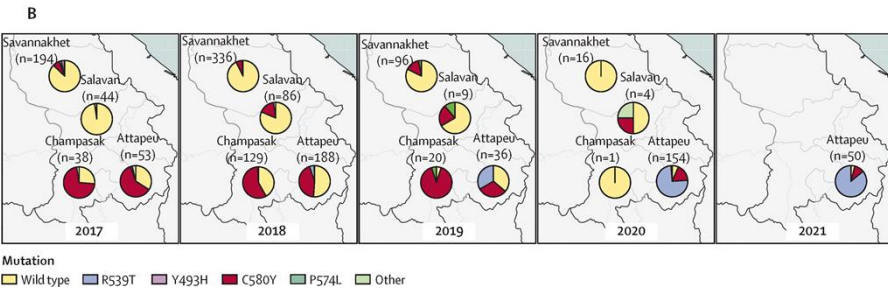 B
Savannakhet
(n=194)
Salavan
(n=44)
Champasak
(n=38)
Attapeu
(n=53)
2017
Savannakhet
(n=336)
Salavan
(n=86)
Champasak
(n=129)
Attapeu
(n=188)
2018
Savannakhet
(n=96)
Salavan
(n=9)
Champasak
(n=20)
Attapeu
(n=36)
2019
Savannakhet
(n=16)
Salavan
(n=4)
Champasak
(n=1)
Attapeu
(n=154)
2020
Attapeu
(n=50)
2021
Mutation
Wild type R539T Y493H C580Y P574L Other